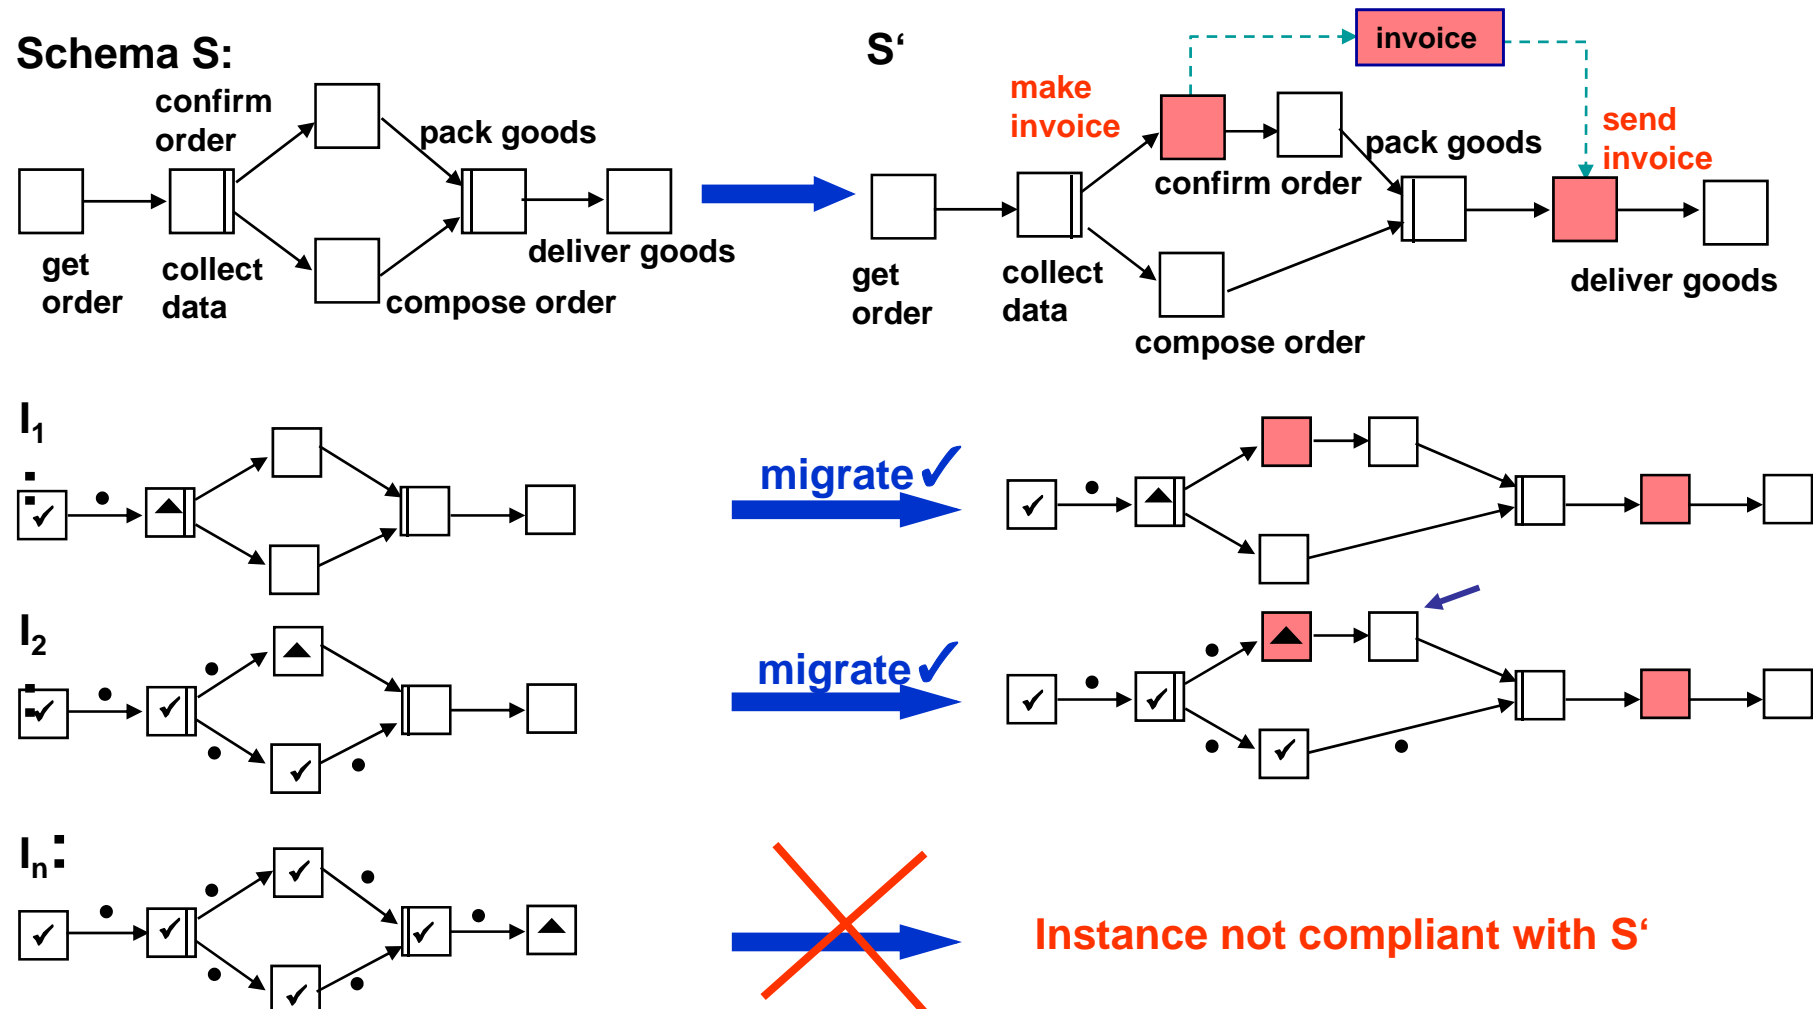 Schema S:
confirm
order
pack goods
get
order
collect
data
compose order
deliver goods
S‘
invoice
make
invoice
send
invoice
pack goods
confirm order
get
order
collect
data
compose order
deliver goods
I1
:
migrate ✓
I2
:
migrate ✓
In:
Instance not compliant with S‘